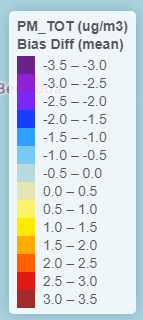 PM_TOT (ug/m3)
Bias Diff (mean)
-3.5 – -3.0
-3.0 – -2.5
-2.5 – -2.0
-2.0 – -1.5
-1.5 – -1.0
-1.0 – -0.5
-0.5 – 0.0
0.0 – 0.5
0.5 – 1.0
1.0 – 1.5
1.5 – 2.0
2.0 – 2.5
2.5 – 3.0
3.0 – 3.5